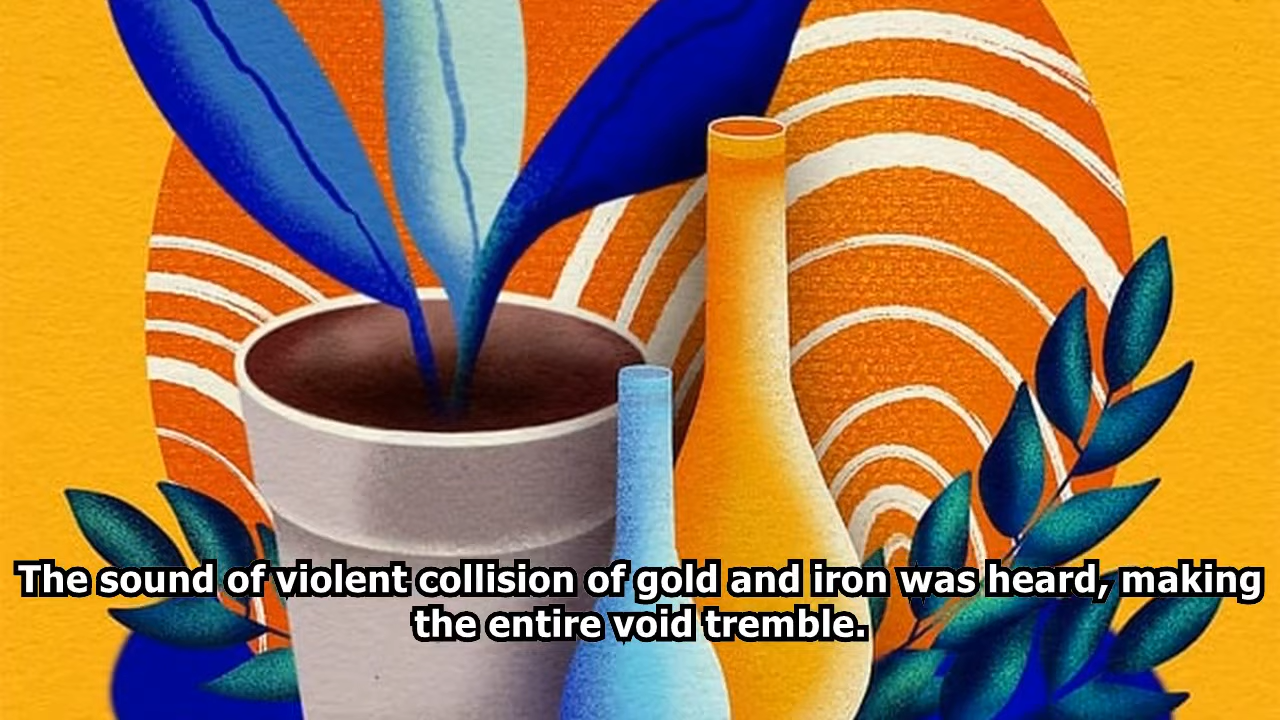 The sound of violent collision of gold and iron was heard, making
the entire void tremble.